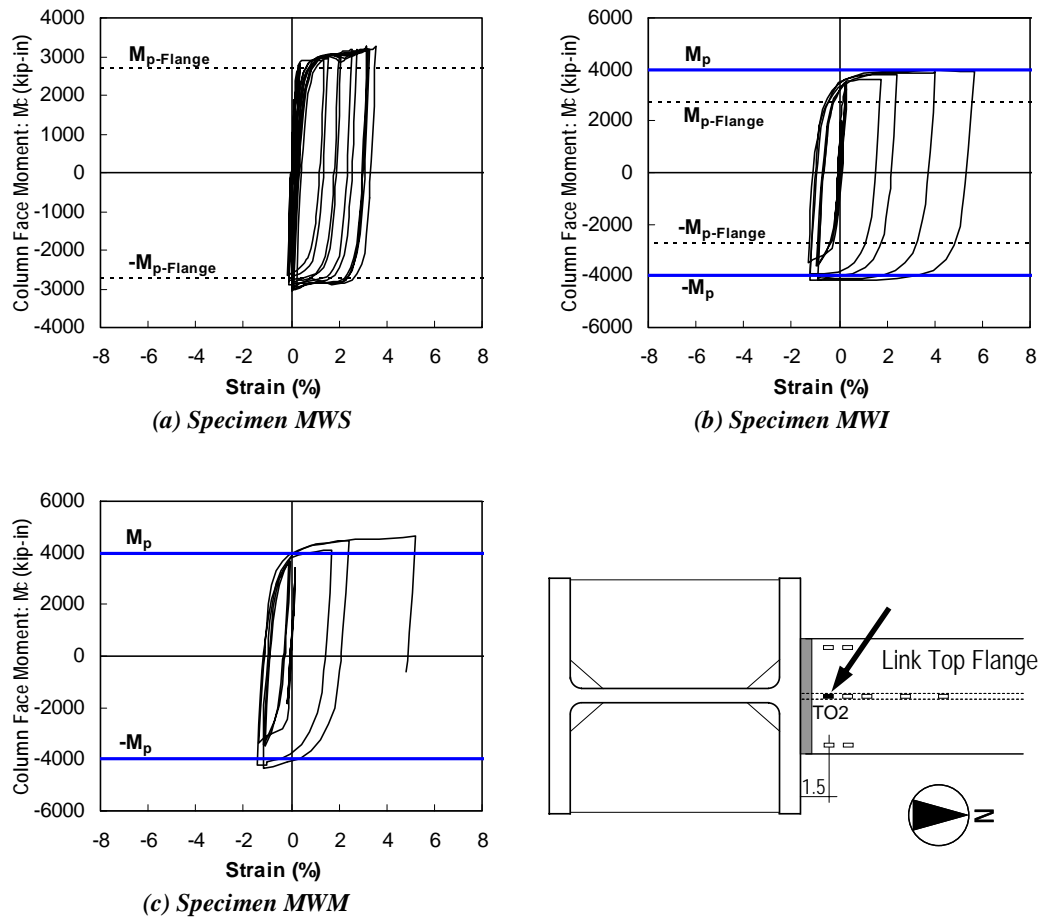 Column Face Moment: Mc (kip-in)
4000
3000
2000
1000
0
-1000
-2000
-3000
-4000
Mp-Flange
-Mp-Flange
-8 -6 -4 -2 0 2 4 6 8
Strain (%)
(a) Specimen MWS
Column Face Moment: Mc (kip-in)
6000
4000
2000
0
-2000
-4000
-6000
Mp
Mp-Flange
-Mp-Flange
-Mp
-8 -6 -4 -2 0 2 4 6 8
Strain (%)
(b) Specimen MWI
Column Face Moment: Mc (kip-in)
6000
4000
2000
0
-2000
-4000
-6000
Mp
-Mp
-8 -6 -4 -2 0 2 4 6 8
Strain (%)
(c) Specimen MWM
Link Top Flange
TO2
1.5
N